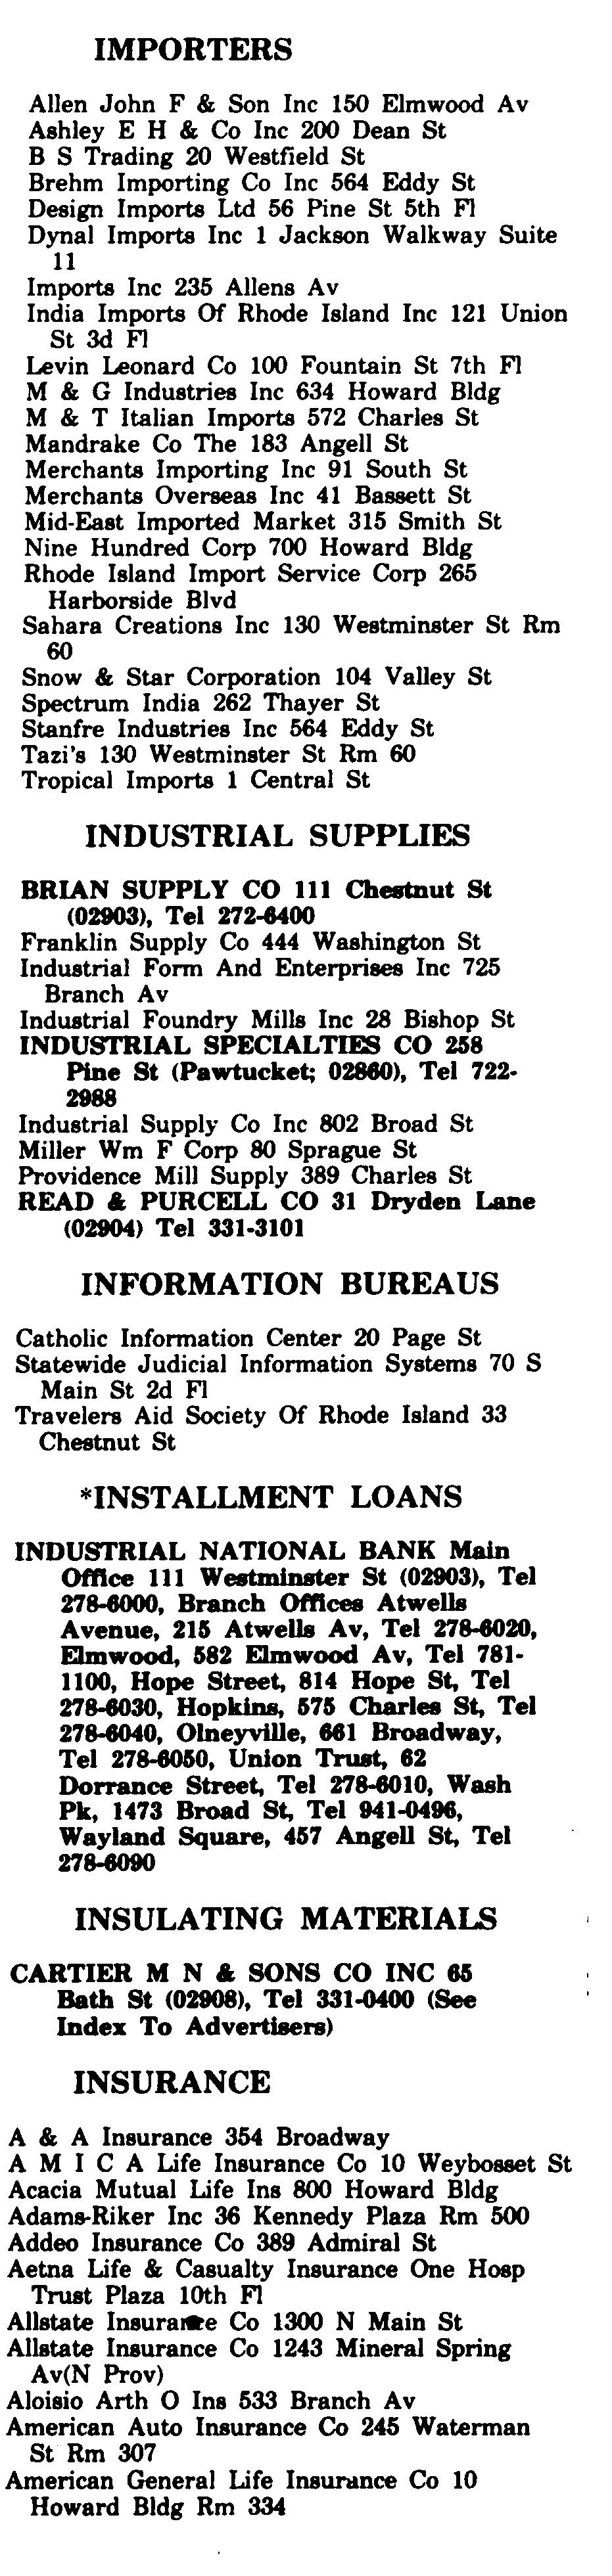 IMPORTERS
Allen John F & Son Inc 150 Elmwood Av
Ashley E H & Co Inc 200 Dean St
B S Trading 20 Westfield St
Brehm Importing Co Inc 564 Eddy St
Design Imports Ltd 56 Pine St 5th Fl
Dynal Imports Inc 1 Jackson Walkway Suite
11
Imports Inc 235 Allens Av
India Imports Of Rhode Island Inc 121 Union
St 3d Fl
Levin Leonard Co 100 Fountain St 7th Fl
M & G Industries Inc 634 Howard Bldg
M & T Italian Imports 572 Charles St
Mandrake Co The 183 Angell St
Merchants Importing Inc 91 South St
Merchants Overseas Inc 41 Bassett St
Mid-East Imported Market 315 Smith St
Nine Hundred Corp 700 Howard Bldg
Rhode Island Import Service Corp 265
Harborside Blvd
Sahara Creations Inc 130 Westminster St Rm
60
Snow & Star Corporation 104 Valley St
Spectrum India 262 Thayer St
Stanfre Industries Inc 564 Eddy St
Tazi's 130 Westminster St Rm 60
Tropical Imports 1 Central St
INDUSTRIAL SUPPLIES
BRIAN SUPPLY CO 111 Chestnut St
(02903), Tel 272-6400
Franklin Supply Co 444 Washington St
Industrial Form And Enterprises Inc 725
Branch Av
Industrial Foundry Mills Inc 28 Bishop St
INDUSTRIAL SPECIALTIES CO 258
Pine St (Pawtucket; 02860), Tel 722-
2988
Industrial Supply Co Inc 802 Broad St
Miller Wm F Corp 80 Sprague St
Providence Mill Supply 389 Charles St
READ & PURCELL CO 31 Dryden Lane
(02904) Tel 331-3101
INFORMATION BUREAUS
Catholic Information Center 20 Page St
Statewide Judicial Information Systems 70 S
Main St 2d Fl
Travelers Aid Society Of Rhode Island 33
Chestnut St
*INSTALLMENT LOANS
INDUSTRIAL NATIONAL BANK Main
Office 111 Westminster St (02903), Tel
278-6000, Branch Offices Atwells
Avenue, 215 Atwells Av, Tel 278-6020,
Elmwood, 582 Elmwood Av, Tel 781-
1100, Hope Street, 814 Hope St, Tel
278-6030, Hopkins, 575 Charles St, Tel
278-6040, Olneyville, 661 Broadway,
Tel 278-6050, Union Trust, 62
Dorrance Street, Tel 278-6010, Wash
Pk, 1473 Broad St, Tel 941-0496,
Wayland Square, 457 Angell St, Tel
278-6090
INSULATING MATERIALS
CARTIER M N & SONS CO INC 65
Bath St (02908), Tel 331-0400 (See
Index To Advertisers)
INSURANCE
A & A Insurance 354 Broadway
A M I C A Life Insurance Co 10 Weybosset St
Acacia Mutual Life Ins 800 Howard Bldg
Adams-Riker Inc 36 Kennedy Plaza Rm 500
Addeo Insurance Co 389 Admiral St
Aetna Life & Casualty Insurance One Hosp
Trust Plaza 10th Fl
Allstate Insurance Co 1300 N Main St
Allstate Insurance Co 1243 Mineral Spring
Av(N Prov)
Aloisio Arth O Ins 533 Branch Av
American Auto Insurance Co 245 Waterman
St Rm 307
American General Life Insurance Co 10
Howard Bldg Rm 334